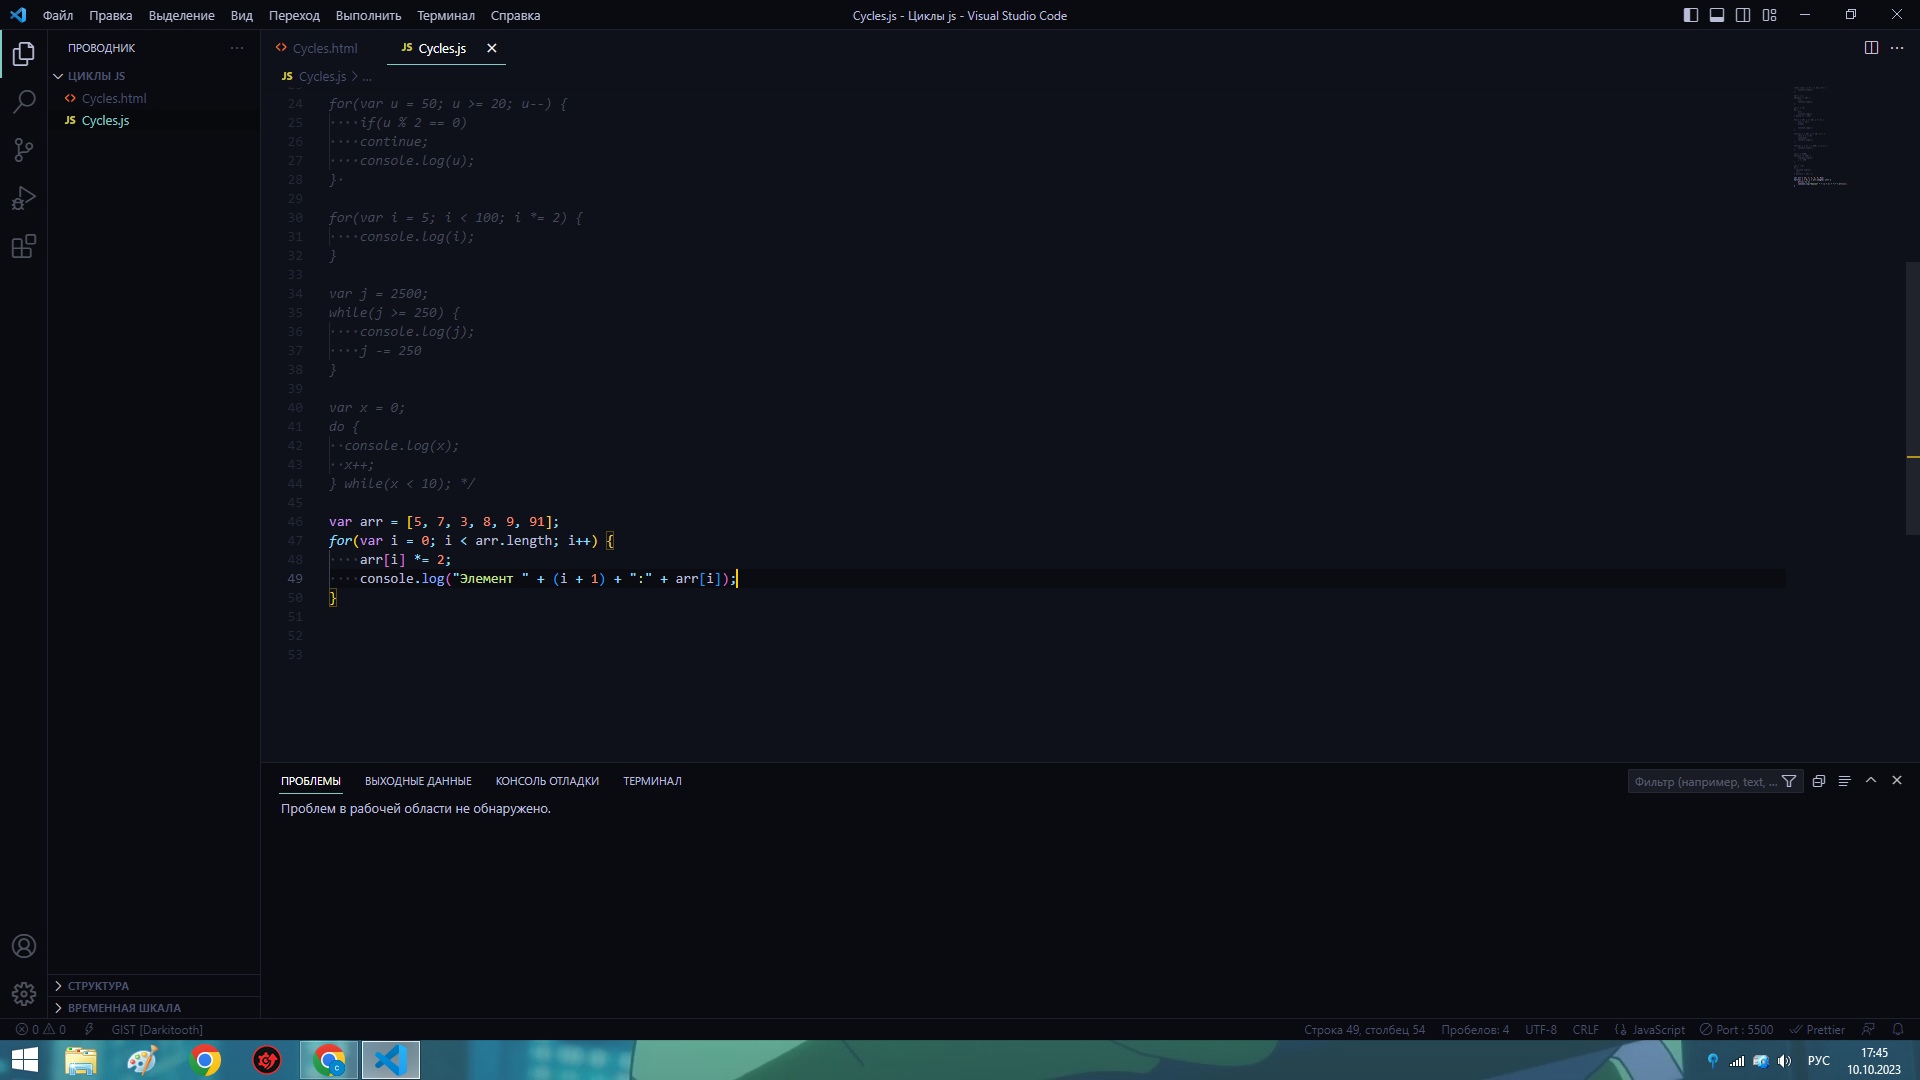 Файл Правка Выделение Вид Переход Выполнить Терминал Справка
Cycles.js - Циклы js - Visual Studio Code
ПРОВОДНИК
ЦИКЛЫ JS
Cycles.html
JS Cycles.js
Cycles.html
JS Cycles.js
JS Cycles.js > ...
24 for(var u = 50; u >= 20; u--) {
25 ····if(u % 2 == 0)
26 ····continue;
27 ····console.log(u);
28 }·
29
30 for(var i = 5; i < 100; i *= 2) {
31 ····console.log(i);
32 }
33
34 var j = 2500;
35 while(j >= 250) {
36 ····console.log(j);
37 ····j -= 250
38 }
39
40 var x = 0;
41 do {
42 ··console.log(x);
43 ··x++;
44 } while(x < 10); */
45
46 var arr = [5, 7, 3, 8, 9, 91];
47 for(var i = 0; i < arr.length; i++) {
48 ····arr[i] *= 2;
49 ····console.log("Элемент " + (i + 1) + ":" + arr[i]);
50 }
51
52
53
ПРОБЛЕМЫ ВЫХОДНЫЕ ДАННЫЕ КОНСОЛЬ ОТЛАДКИ ТЕРМИНАЛ
Фильтр (например, text, ...
Проблем в рабочей области не обнаружено.
СТРУКТУРА
ВРЕМЕННАЯ ШКАЛА
0 0 GIST [Darkitooth]
Строка 49, столбец 54 Пробелов: 4 UTF-8 CRLF JavaScript Port : 5500 Prettier
РУС
17:45
10.10.2023